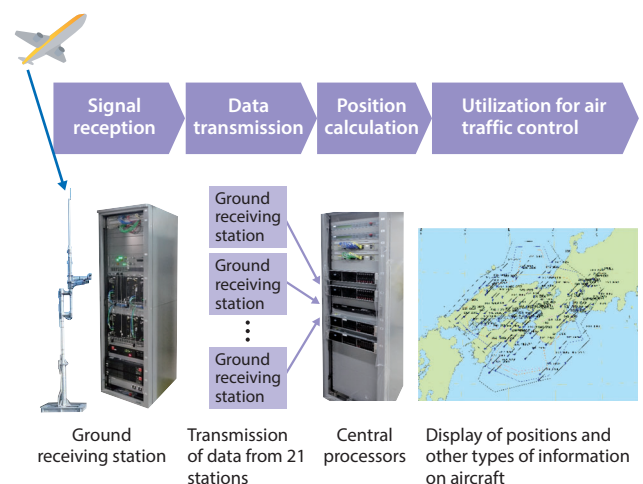 Signal
reception
Data
transmission
Position
calculation
Utilization for air
traffic control
Ground
receiving
station
Ground
receiving
station
Ground
receiving
station
Ground
receiving station
Transmission
of data from 21
stations
Central
processors
Display of positions and
other types of information
on aircraft